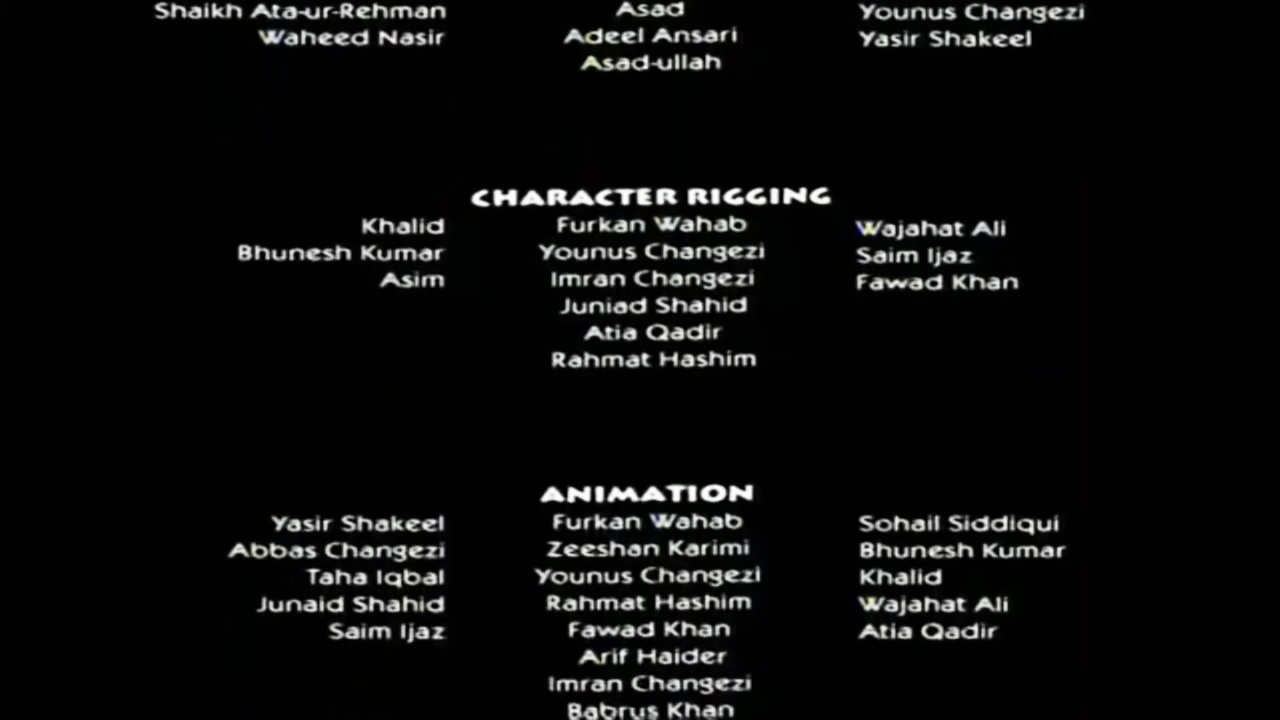 Shaikh Ata-ur-Rehman Asad Younus Changezi
Waheed Nasir Adeel Ansari Yasir Shakeel
Asad-ullah
CHARACTER RIGGING
Khalid Furkan Wahab Wajahat Ali
Bhunesh Kumar Younus Changezi Saim Ijaz
Asim Imran Changezi Fawad Khan
Juniad Shahid
Atia Qadir
Rahmat Hashim
ANIMATION
Yasir Shakeel Furkan Wahab Sohail Siddiqui
Abbas Changezi Zeeshan Karimi Bhunesh Kumar
Taha Iqbal Younus Changezi Khalid
Junaid Shahid Rahmat Hashim Wajahat Ali
Saim Ijaz Fawad Khan Atia Qadir
Arif Haider
Imran Changezi
Babrus Khan